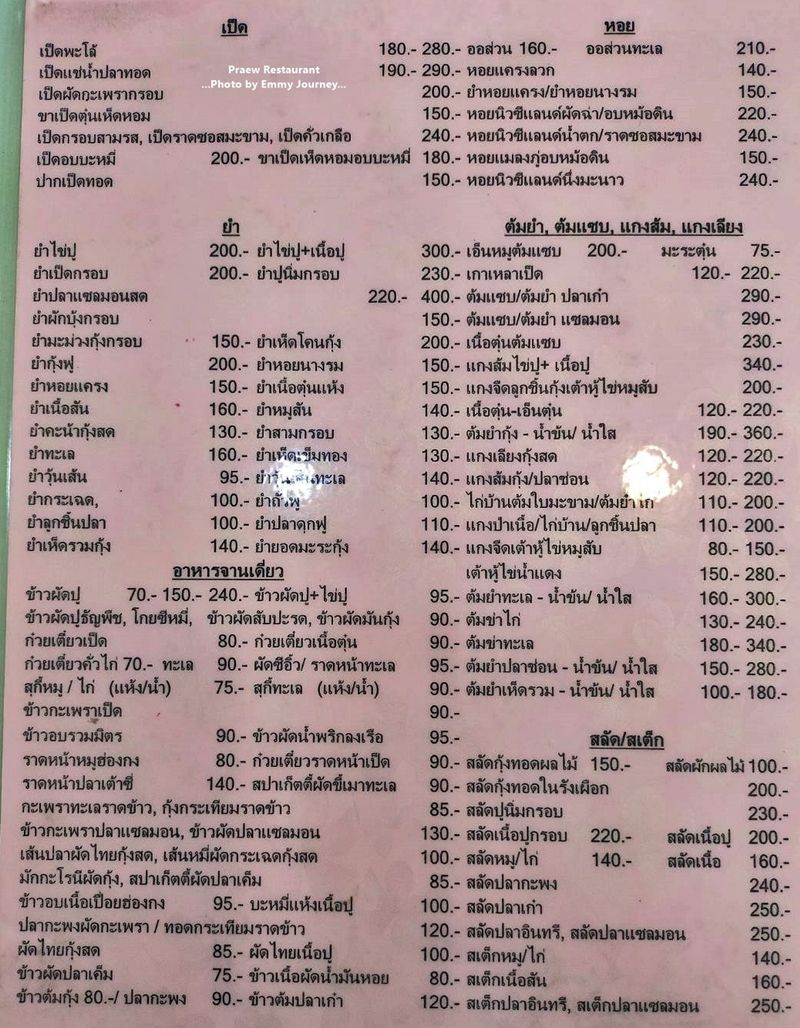 เป็ด
เป็ดพะโล้ 180.- 280.-
เป็ดแช่น้ำปลาทอด 190.- 290.-
Praew Restaurant
...Photo by Emmy Journey...
เป็ดผัดกะเพรากรอบ 200.-
ขาเป็ดตุ่นเห็ดหอม 150.-
เป็ดกรอบสามรส, เป็ดราดซอสมะขาม, เป็ดคั่วเกลือ 240.-
เป็ดอบบะหมี่ 200.- ขาเป็ดเห็ดหอมอบบะหมี่ 180.-
ปากเป็ดทอด 150.-
ยำ
ยำไข่ปู 200.- ยำไข่ปู+เนื้อปู 300.-
ยำเป็ดกรอบ 200.- ยำปูนิ่มกรอบ 230.-
ยำปลาแซลมอนสด 220.- 400.-
ยำผักบุ้งกรอบ 150.-
ยำมะม่วงกุ้งกรอบ 150.- ยำเห็ดโคนกุ้ง 200.-
ยำกุ้งฟู 200.- ยำหอยนางรม 150.-
ยำหอยแครง 150.- ยำเนื้อตุ่นแห้ง 150.-
ยำเนื้อสัน 160.- ยำหมูสัน 140.-
ยำคะน้ากุ้งสด 130.- ยำสามกรอบ 130.-
ยำทะเล 160.- ยำเห็ดเข็มทอง 130.-
ยำวุ้นเส้น 95.- ยำวุ้นเส้นทะเล 140.-
ยำกระเฉด, 100.- ยำถั่วพู 100.-
ยำลูกชิ้นปลา 100.- ยำปลาดุกฟู 110.-
ยำเห็ดรวมกุ้ง 140.- ยำยอดมะระกุ้ง 140.-
อาหารจานเดี่ยว
ข้าวผัดปู 70.- 150.- 240.- ข้าวผัดปู+ไข่ปู 95.-
ข้าวผัดปูธัญพืช, โกยซีหมี่, ข้าวผัดสับปะรด, ข้าวผัดมันกุ้ง 90.-
ก๋วยเตี๋ยวเป็ด 80.- ก๋วยเตี๋ยวเนื้อตุ่น 90.-
ก๋วยเตี๋ยวคั่วไก่ 70.- ทะเล 90.- ผัดซีอิ๊ว/ ราดหน้าทะเล 95.-
สุกี้หมู / ไก่ (แห้ง/น้ำ) 75.- สุกี้ทะเล (แห้ง/น้ำ) 90.-
ข้าวกะเพราเป็ด 90.-
ข้าวอบรวมมิตร 90.- ข้าวผัดน้ำพริกลงเรือ 95.-
ราดหน้าหมูฮ่องกง 80.- ก๋วยเตี๋ยวราดหน้าเป็ด 90.-
ราดหน้าปลาเต้าซี่ 140.- สปาเก็ตตี้ผัดขี้เมาทะเล 90.-
กะเพราทะเลราดข้าว, กุ้งกระเทียมราดข้าว 85.-
ข้าวกะเพราปลาแซลมอน, ข้าวผัดปลาแซลมอน 130.-
เส้นปลาผัดไทยกุ้งสด, เส้นหมี่ผัดกระเฉดกุ้งสด 100.-
มักกะโรนีผัดกุ้ง, สปาเก็ตตี้ผัดปลาเค็ม 85.-
ข้าวอบเนื้อเปื่อยฮ่องกง 95.- บะหมี่แห้งเนื้อปู 100.-
ปลากะพงผัดกะเพรา / ทอดกระเทียมราดข้าว 120.-
ผัดไทยกุ้งสด 85.- ผัดไทยเนื้อปู 100.-
ข้าวผัดปลาเค็ม 75.- ข้าวเนื้อผัดน้ำมันหอย 80.-
ข้าวต้มกุ้ง 80.-/ ปลากะพง 90.- ข้าวต้มปลาเก๋า 120.-
หอย
ออส่วน 160.- ออส่วนทะเล 210.-
หอยแครงลวก 140.-
ยำหอยแครง/ยำหอยนางรม 150.-
หอยนิวซีแลนด์ผัดฉ่า/อบหม้อดิน 220.-
หอยนิวซีแลนด์น้ำตก/ราดซอสมะขาม 240.-
หอยแมลงภู่อบหม้อดิน 150.-
หอยนิวซีแลนด์นึ่งมะนาว 240.-
ต้มยำ, ต้มแซบ, แกงส้ม, แกงเลียง
เอ็นหมูต้มแซบ 200.- มะระตุ๋น 75.-
เกาเหลาเป็ด 120.- 220.-
ต้มแซบ/ต้มยำ ปลาเก๋า 290.-
ต้มแซบ/ต้มยำ แซลมอน 290.-
เนื้อตุ่นต้มแซบ 230.-
แกงส้มไข่ปู+ เนื้อปู 340.-
แกงจืดลูกชิ้นกุ้งเต้าหู้ไข่หมูสับ 200.-
เนื้อตุ่น-เอ็นตุ่น 120.- 220.-
ต้มยำกุ้ง - น้ำข้น/ น้ำใส 190.- 360.-
แกงเลียงกุ้งสด 120.- 220.-
แกงส้มกุ้ง/ปลาช่อน 120.- 220.-
ไก่บ้านต้มใบมะขาม/ต้มยำไก่ 110.- 200.-
แกงป่าเนื้อ/ไก่บ้าน/ลูกชิ้นปลา 110.- 200.-
แกงจืดเต้าหู้ไข่หมูสับ 80.- 150.-
เต้าหู้ไข่น้ำแดง 150.- 280.-
ต้มยำทะเล - น้ำข้น/ น้ำใส 160.- 300.-
ต้มข่าไก่ 130.- 240.-
ต้มข่าทะเล 180.- 340.-
ต้มยำปลาช่อน - น้ำข้น/ น้ำใส 150.- 280.-
ต้มยำเห็ดรวม - น้ำข้น/ น้ำใส 100.- 180.-
สลัด/สเต็ก
สลัดกุ้งทอดผลไม้ 150.- สลัดผักผลไม้ 100.-
สลัดกุ้งทอดในรังเผือก 200.-
สลัดปูนิ่มกรอบ 230.-
สลัดเนื้อปูกรอบ 220.- สลัดเนื้อปู 200.-
สลัดหมู/ไก่ 140.- สลัดเนื้อ 160.-
สลัดปลากะพง 240.-
สลัดปลาเก๋า 250.-
สลัดปลาอินทรี, สลัดปลาแซลมอน 250.-
สเต็กหมู/ไก่ 140.-
สเต็กเนื้อสัน 160.-
สเต็กปลาอินทรี, สเต็กปลาแซลมอน 250.-